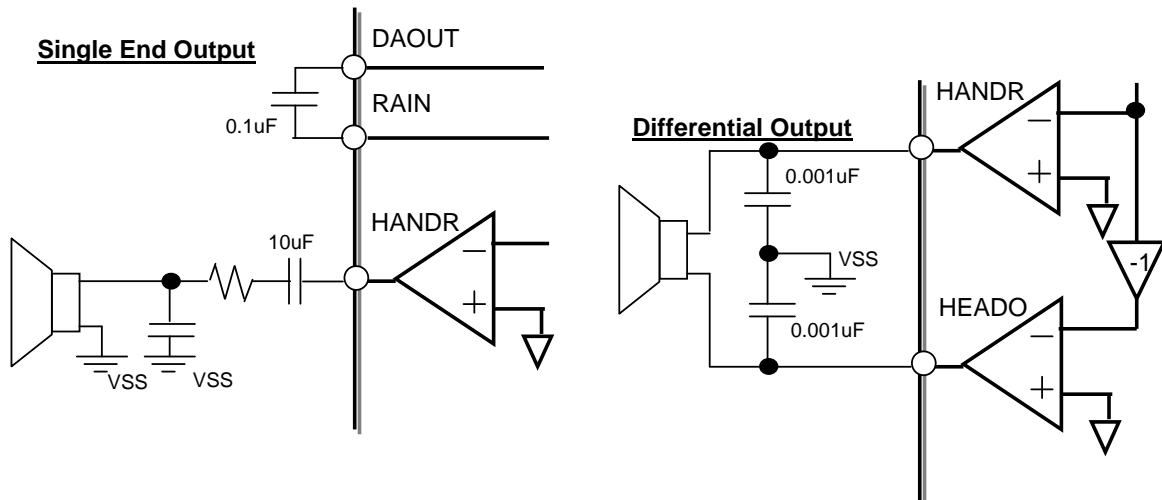 Single End Output
DAOUT
RAIN
0.1uF
HANDR
10uF
VSS
VSS
Differential Output
HANDR
0.001uF
VSS
-1
HEADO
0.001uF